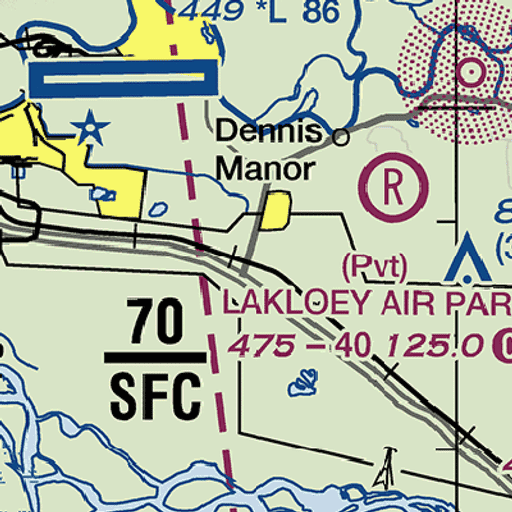 449 *L 86
Dennis
Manor
R
(Pvt)
LAKLOEY AIR PAR
475 – 40 125.0 C
70
SFC